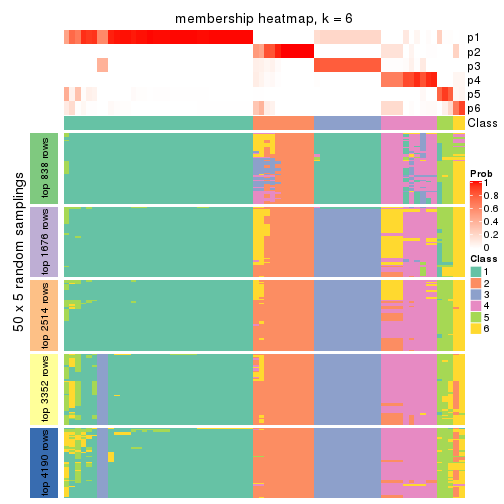 membership heatmap, k = 6
p1
p2
p3
p4
p5
p6
Class
50 x 5 random samplings
top 838 rows
top 1676 rows
top 2514 rows
top 3352 rows
top 4190 rows
Prob
1
0.8
0.6
0.4
0.2
0
Class
1
2
3
4
5
6